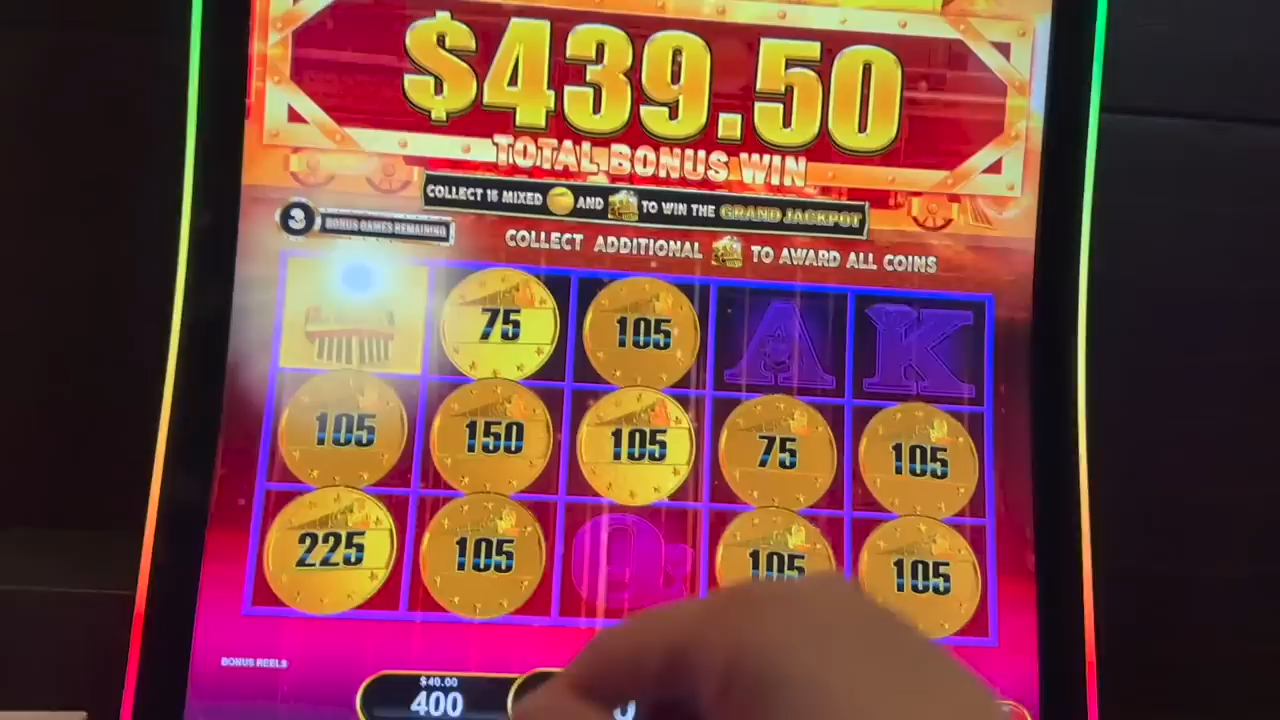 $439.50
TOTAL BONUS WIN
COLLECT 15 MIXED AND TO WIN THE GRAND JACKPOT
3 BONUS GAMES REMAINING
COLLECT ADDITIONAL TO AWARD ALL COINS
75 105 A K
105 150 105 75 105
225 105 Q 105 105
BONUS REELS
$40.00
400